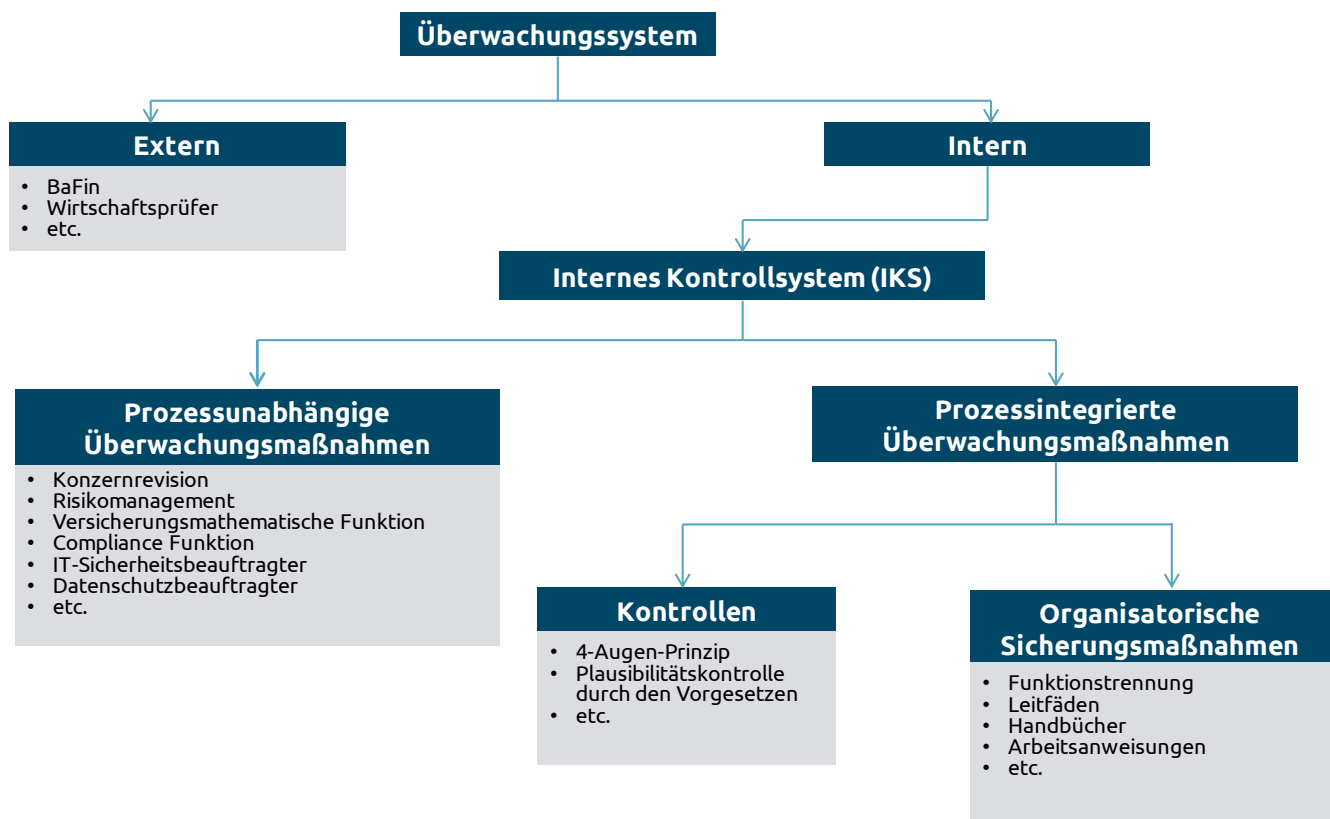 Überwachungssystem
Extern
• BaFin
• Wirtschaftsprüfer
• etc.
Intern
Internes Kontrollsystem (IKS)
Prozessunabhängige
Überwachungsmaßnahmen
• Konzernrevision
• Risikomanagement
• Versicherungsmathematische Funktion
• Compliance Funktion
• IT-Sicherheitsbeauftragter
• Datenschutzbeauftragter
• etc.
Prozessintegrierte
Überwachungsmaßnahmen
Kontrollen
• 4-Augen-Prinzip
• Plausibilitätskontrolle
durch den Vorgesetzen
• etc.
Organisatorische
Sicherungsmaßnahmen
• Funktionstrennung
• Leitfäden
• Handbücher
• Arbeitsanweisungen
• etc.